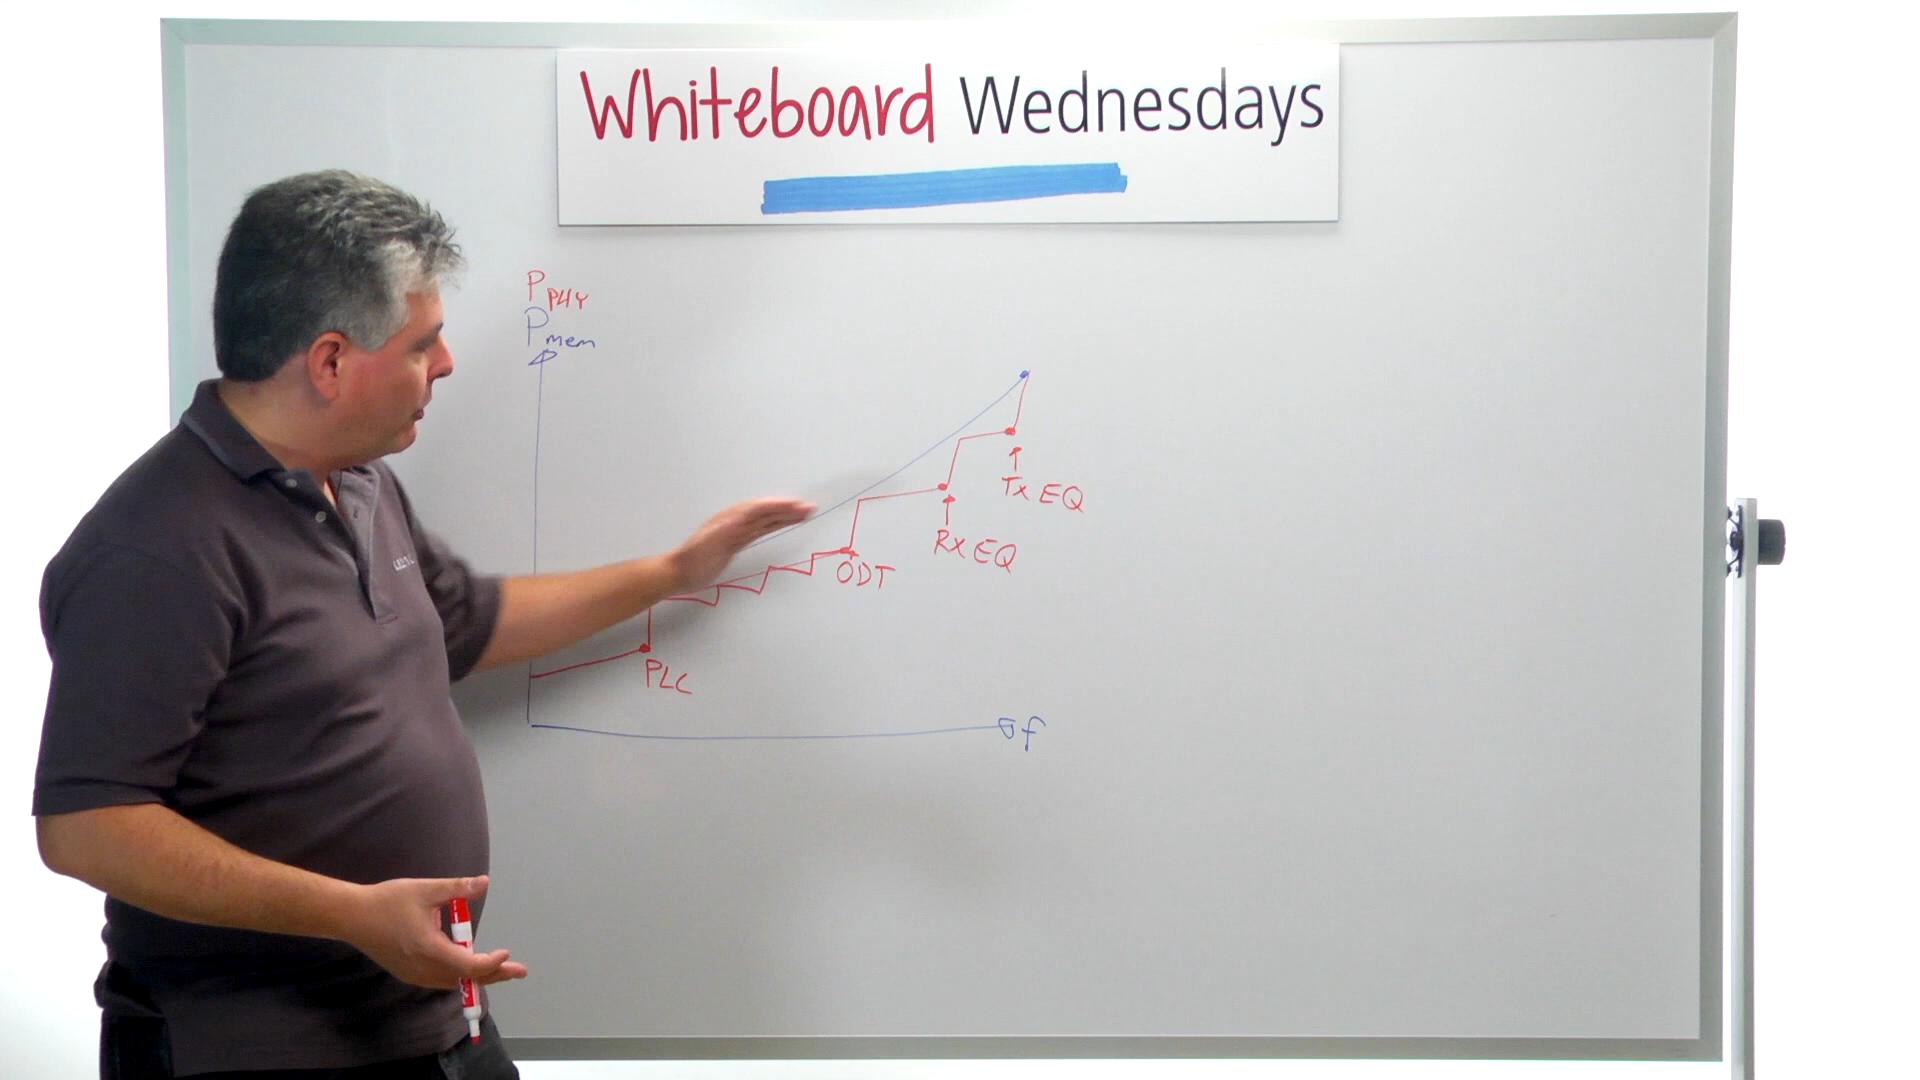 Whiteboard Wednesdays
P PHY
P mem
Tx EQ
Rx EQ
ODT
PLC
f